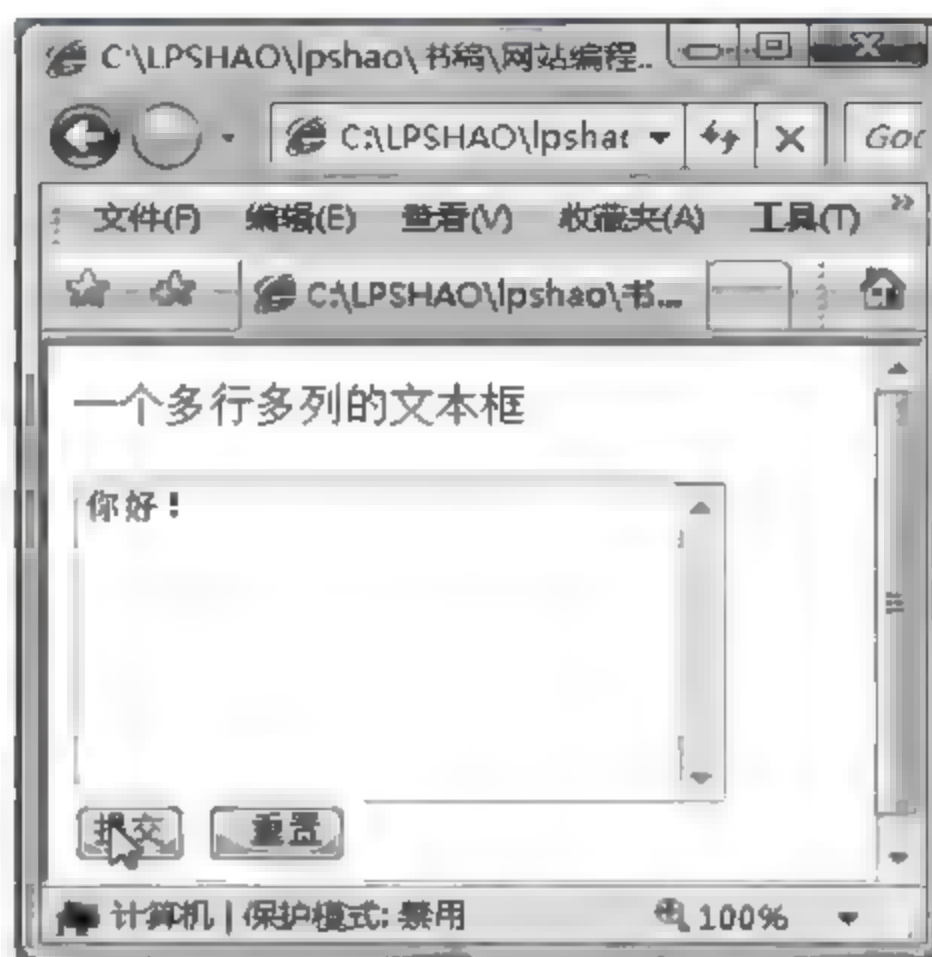 C:\LPSHAO\lpshao\书稿\网站编程..
C:\LPSHAO\lpshac
Goc
文件(F) 编辑(E) 查看(V) 收藏夹(A) 工具(T) »
C:\LPSHAO\lpshao\书...
一个多行多列的文本框
你好！
提交 重置
计算机 | 保护模式: 禁用 100%